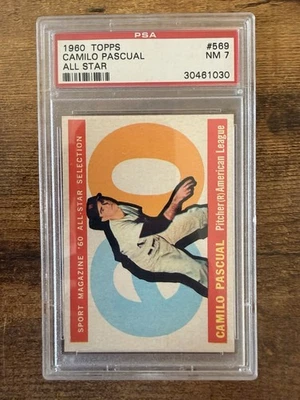 PSA
1960 TOPPS #569
CAMILO PASCUAL NM 7
ALL STAR
30461030
SPORT MAGAZINE '60 ALL-STAR SELECTION
60
CAMILO PASCUAL Pitcher (R) American League